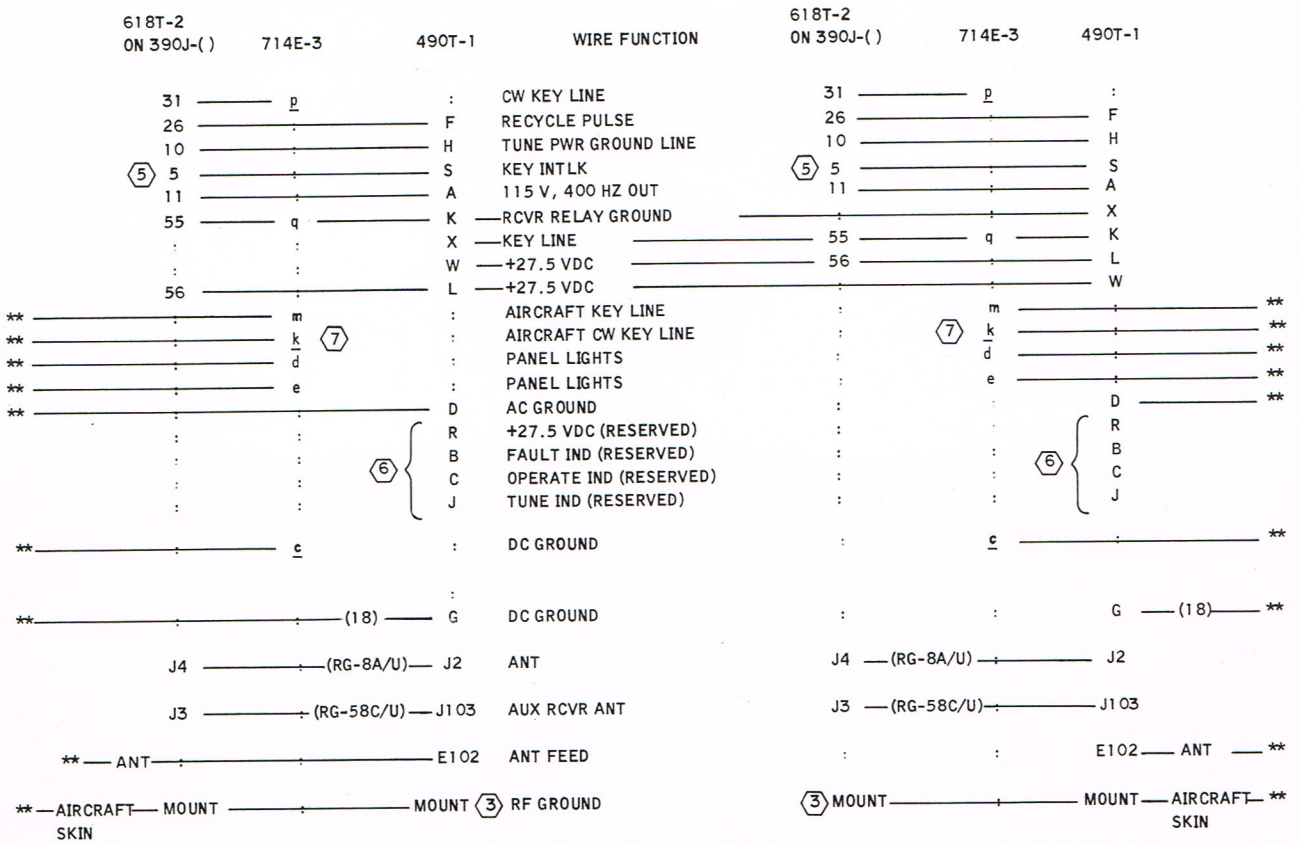 618T-2 618T-2
ON 390J-( ) 714E-3 490T-1 WIRE FUNCTION ON 390J-( ) 714E-3 490T-1
31 p : CW KEY LINE 31 p :
26 : F RECYCLE PULSE 26 : F
10 : H TUNE PWR GROUND LINE 10 : H
5 5 : S KEY INTLK 5 5 : S
11 : A 115 V, 400 HZ OUT 11 : A
55 q K RCVR RELAY GROUND : : X
: : X KEY LINE 55 q K
: : W +27.5 VDC 56 : L
56 : L +27.5 VDC : : W
** : m : AIRCRAFT KEY LINE : m : **
** : k 7 : AIRCRAFT CW KEY LINE : 7 k : **
** : d : PANEL LIGHTS : d : **
** : e : PANEL LIGHTS : e : **
** : : D AC GROUND : : D **
: : R +27.5 VDC (RESERVED) : : R
: : B FAULT IND (RESERVED) : : B
: : 6 C OPERATE IND (RESERVED) : : 6 C
: : J TUNE IND (RESERVED) : : J
** : c : DC GROUND : c : **
:
** : : (18) G DC GROUND : : G (18) **
J4 : (RG-8A/U) J2 ANT J4 (RG-8A/U) : J2
J3 : (RG-58C/U) J103 AUX RCVR ANT J3 (RG-58C/U) : J103
** ANT : : E102 ANT FEED : : E102 ANT **
** AIRCRAFT MOUNT : MOUNT 3 RF GROUND 3 MOUNT : MOUNT AIRCRAFT **
SKIN SKIN